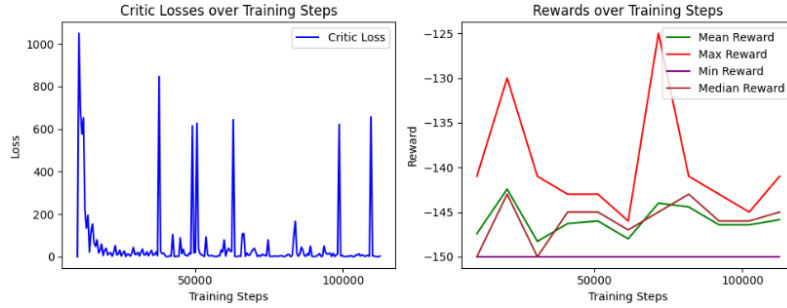 Critic Losses over Training Steps
Critic Loss
1000
800
600
400
200
0
Loss
50000
100000
Training Steps
Rewards over Training Steps
Mean Reward
Max Reward
Min Reward
Median Reward
−125
−130
−135
−140
−145
−150
Reward
50000
100000
Training Steps